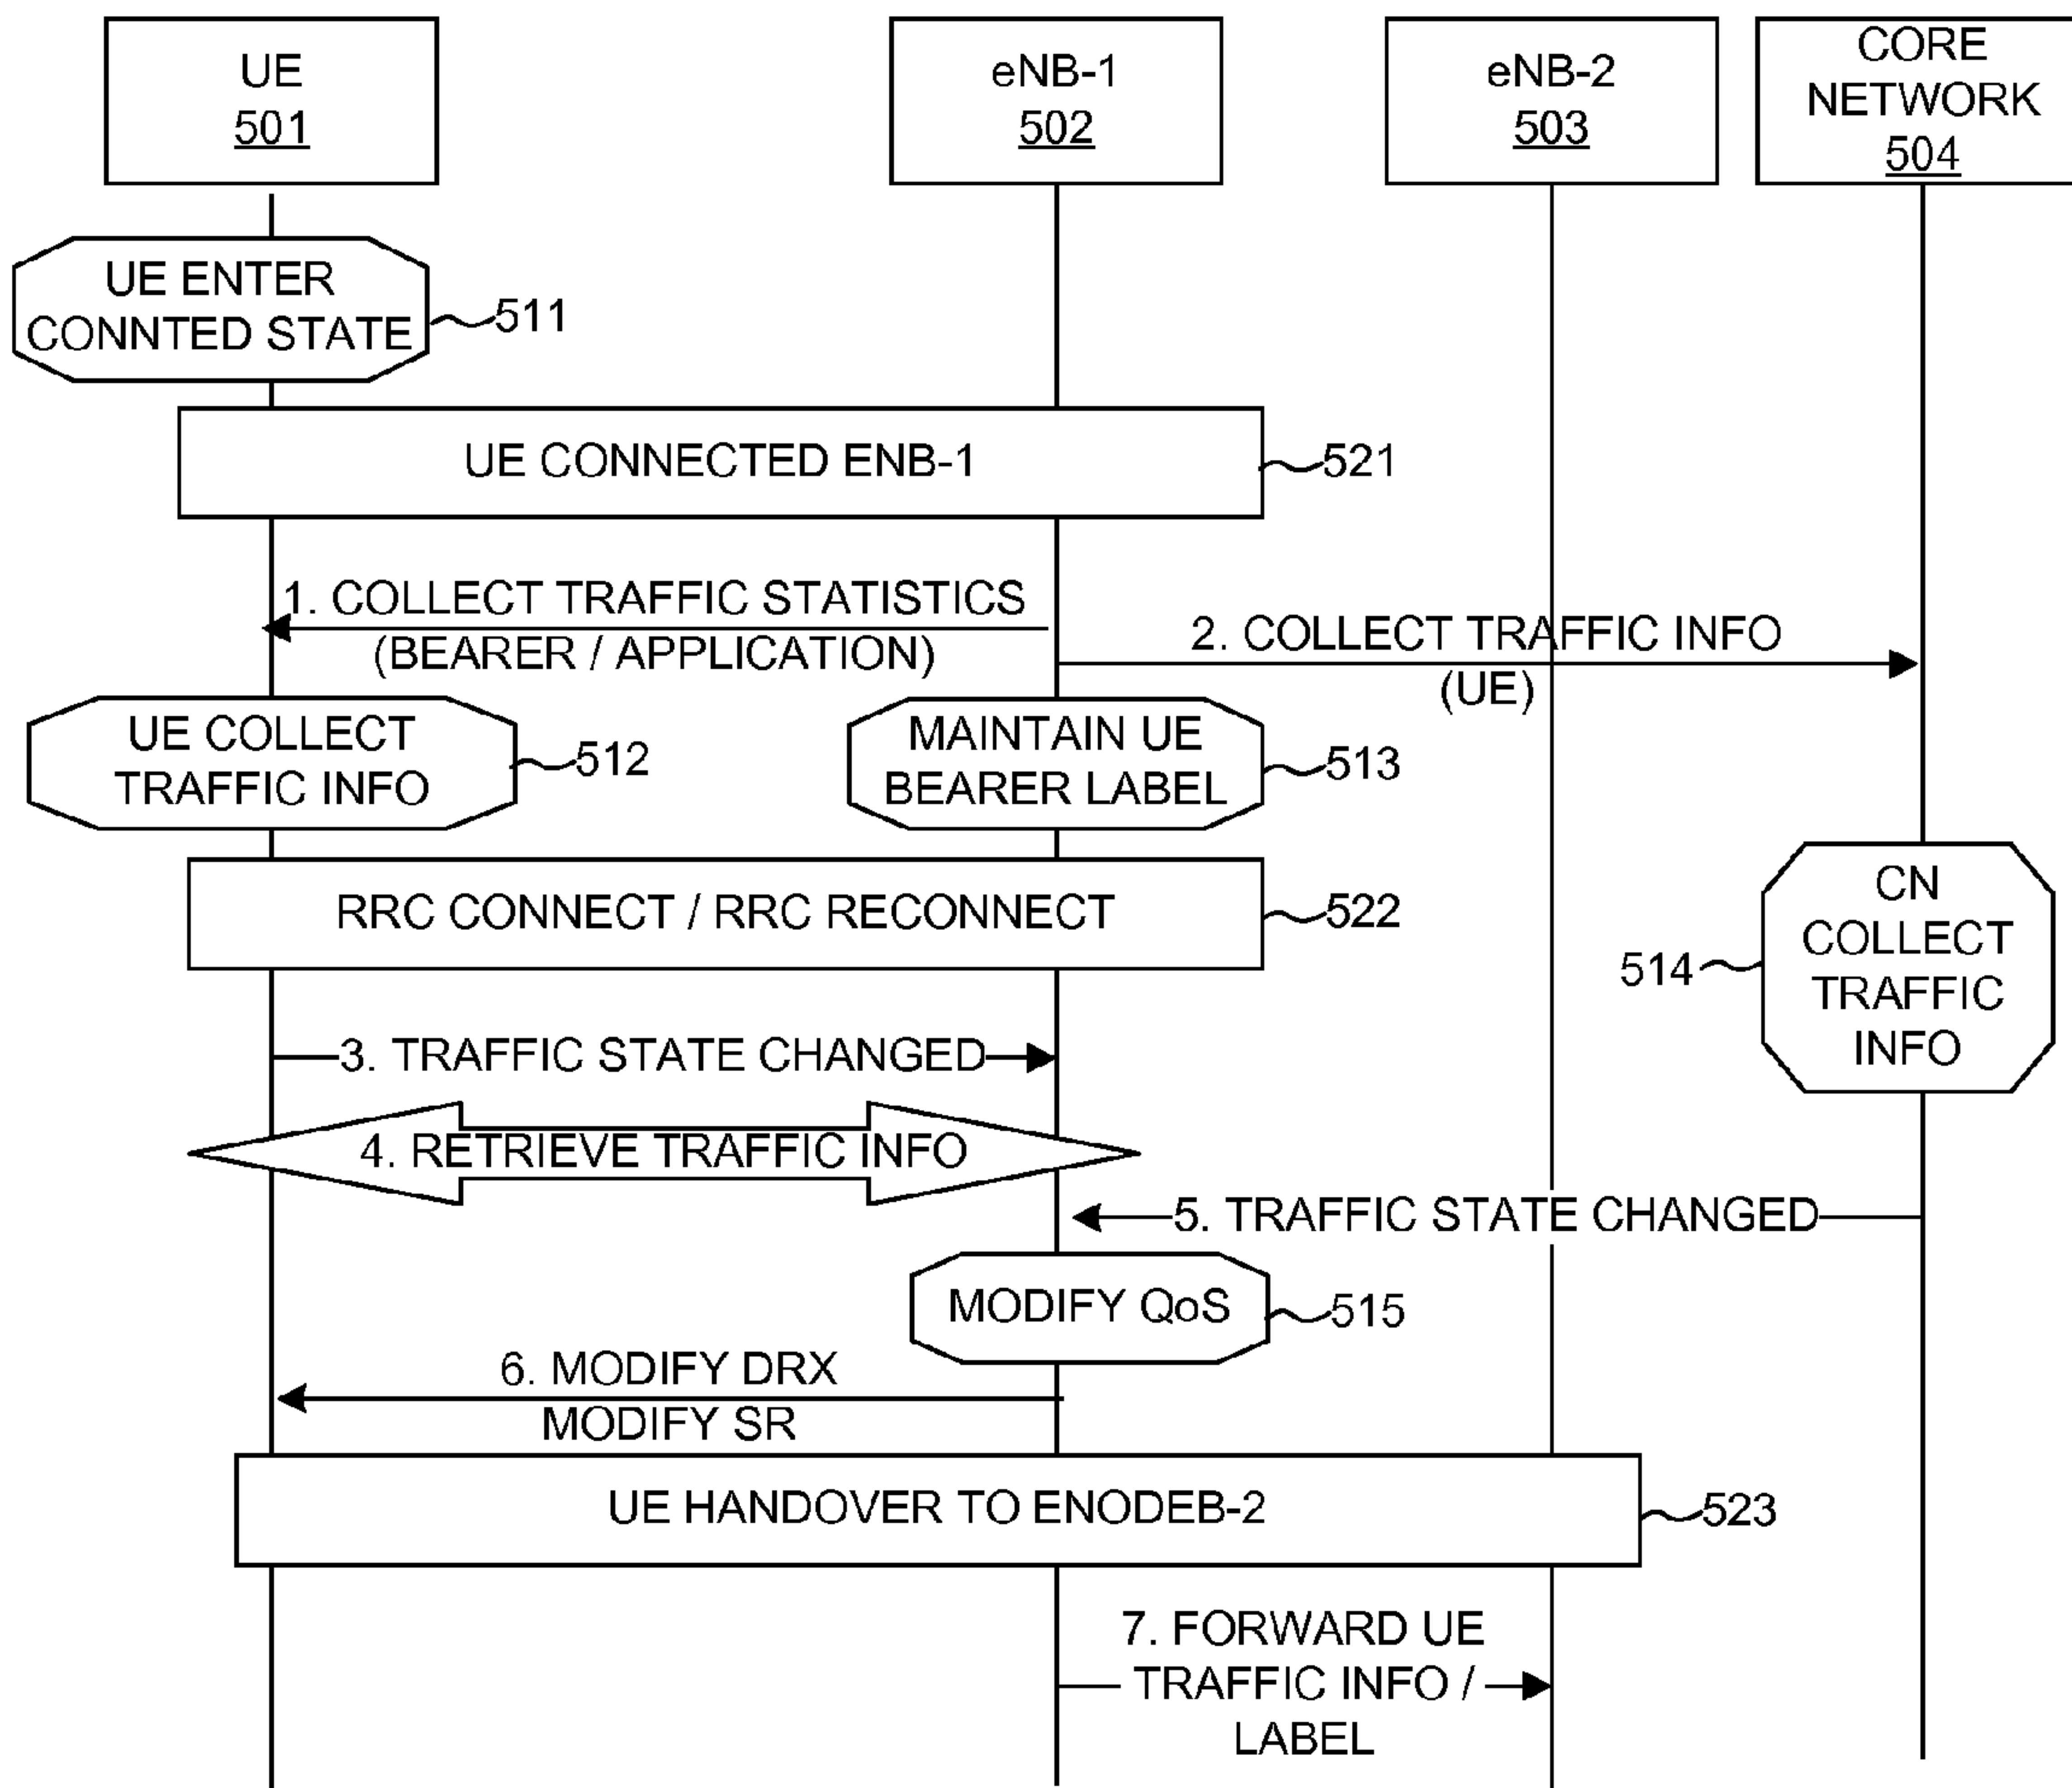 UE
501
eNB-1
502
eNB-2
503
CORE
NETWORK
504
UE ENTER
CONNTED STATE
511
UE CONNECTED ENB-1
521
1. COLLECT TRAFFIC STATISTICS
(BEARER / APPLICATION)
2. COLLECT TRAFFIC INFO
(UE)
UE COLLECT
TRAFFIC INFO
512
MAINTAIN UE
BEARER LABEL
513
RRC CONNECT / RRC RECONNECT
522
CN
COLLECT
TRAFFIC
INFO
514
3. TRAFFIC STATE CHANGED
4. RETRIEVE TRAFFIC INFO
5. TRAFFIC STATE CHANGED
MODIFY QoS
515
6. MODIFY DRX
MODIFY SR
UE HANDOVER TO ENODEB-2
523
7. FORWARD UE
TRAFFIC INFO /
LABEL